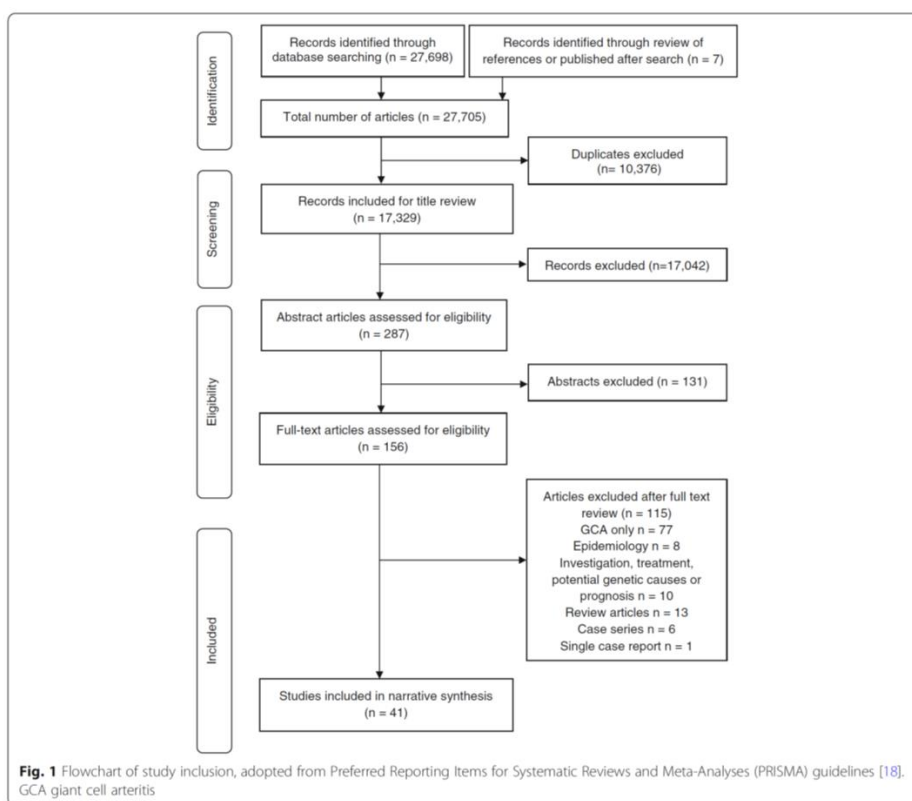 Identification
Records identified through
database searching (n = 27,698)
Records identified through review of
references or published after search (n = 7)
Total number of articles (n = 27,705)
Duplicates excluded
(n= 10,376)
Screening
Records included for title review
(n = 17,329)
Records excluded (n=17,042)
Eligibility
Abstract articles assessed for eligibility
(n = 287)
Abstracts excluded (n = 131)
Full-text articles assessed for eligibility
(n = 156)
Included
Articles excluded after full text
review (n = 115)
GCA only n = 77
Epidemiology n = 8
Investigation, treatment,
potential genetic causes or
prognosis n = 10
Review articles n = 13
Case series n = 6
Single case report n = 1
Studies included in narrative synthesis
(n = 41)
Fig. 1 Flowchart of study inclusion, adopted from Preferred Reporting Items for Systematic Reviews and Meta-Analyses (PRISMA) guidelines [18].
GCA giant cell arteritis